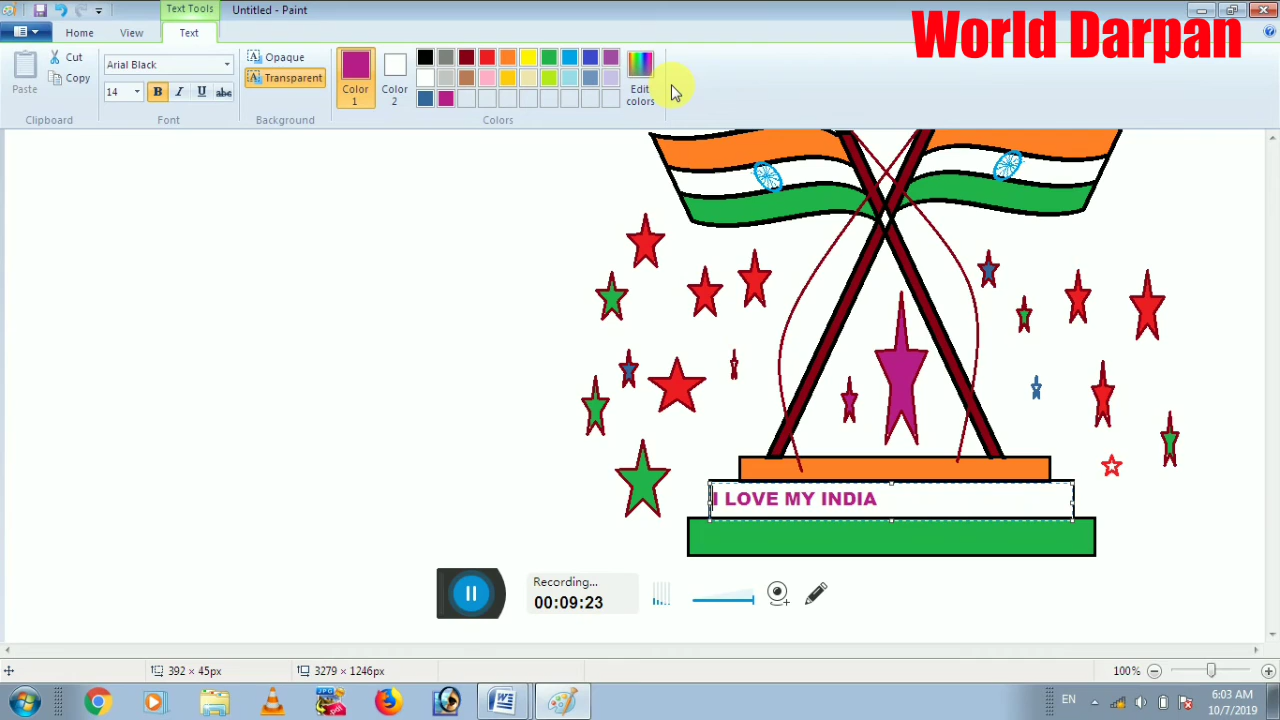 Text Tools
Untitled - Paint
World Darpan
Home
View
Text
Cut
Copy
Paste
Arial Black
14
B
I
U
abc
Opaque
Transparent
Color 1
Color 2
Edit colors
Clipboard
Font
Background
Colors
I LOVE MY INDIA
Recording...
00:09:23
392 × 45px
3279 × 1246px
100%
EN
6:03 AM
10/7/2019